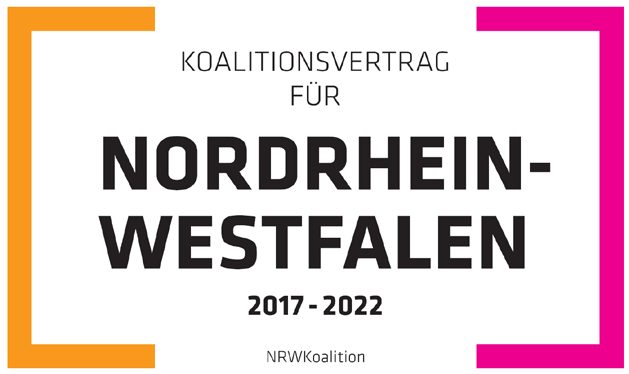 KOALITIONSVERTRAG
FÜR
NORDRHEIN-
WESTFALEN
2017 - 2022
NRWKoalition